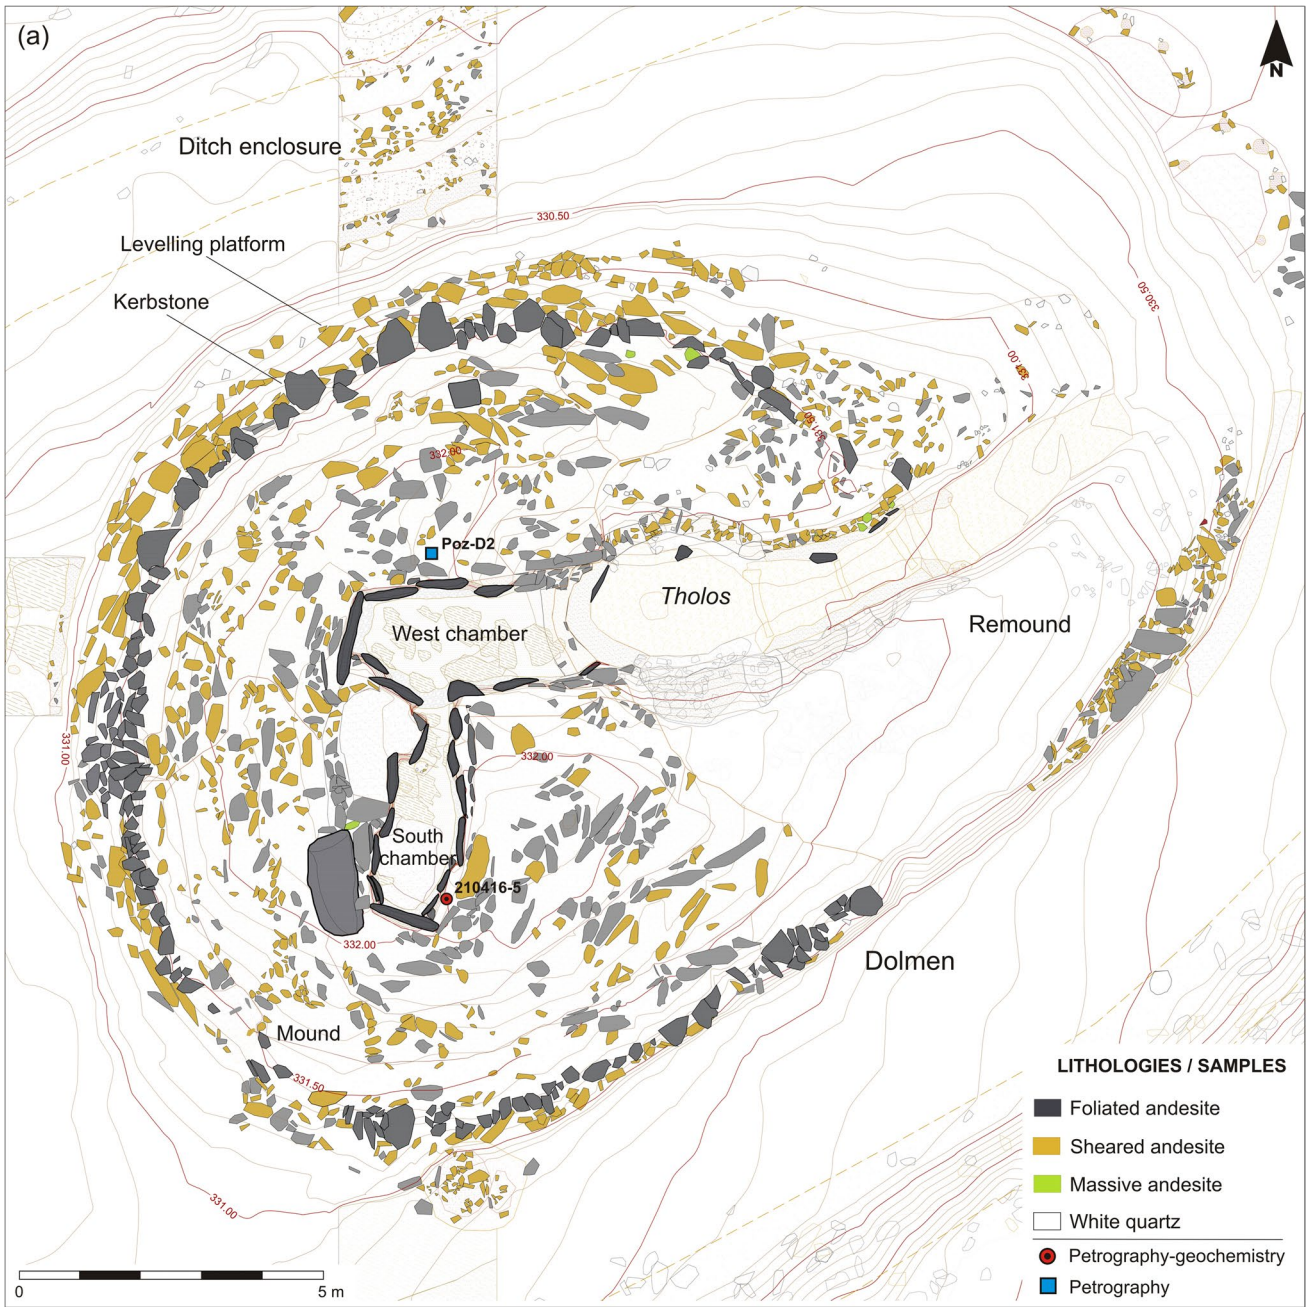 (a)
N
Ditch enclosure
330.50
Levelling platform
Kerbstone
330.50
331.00
331.50
332.00
Poz-D2
Tholos
West chamber
Remound
331.00
332.00
South
chamber
210416-5
332.00
Dolmen
Mound
331.50
331.00
LITHOLOGIES / SAMPLES
Foliated andesite
Sheared andesite
Massive andesite
White quartz
Petrography-geochemistry
Petrography
0
5 m